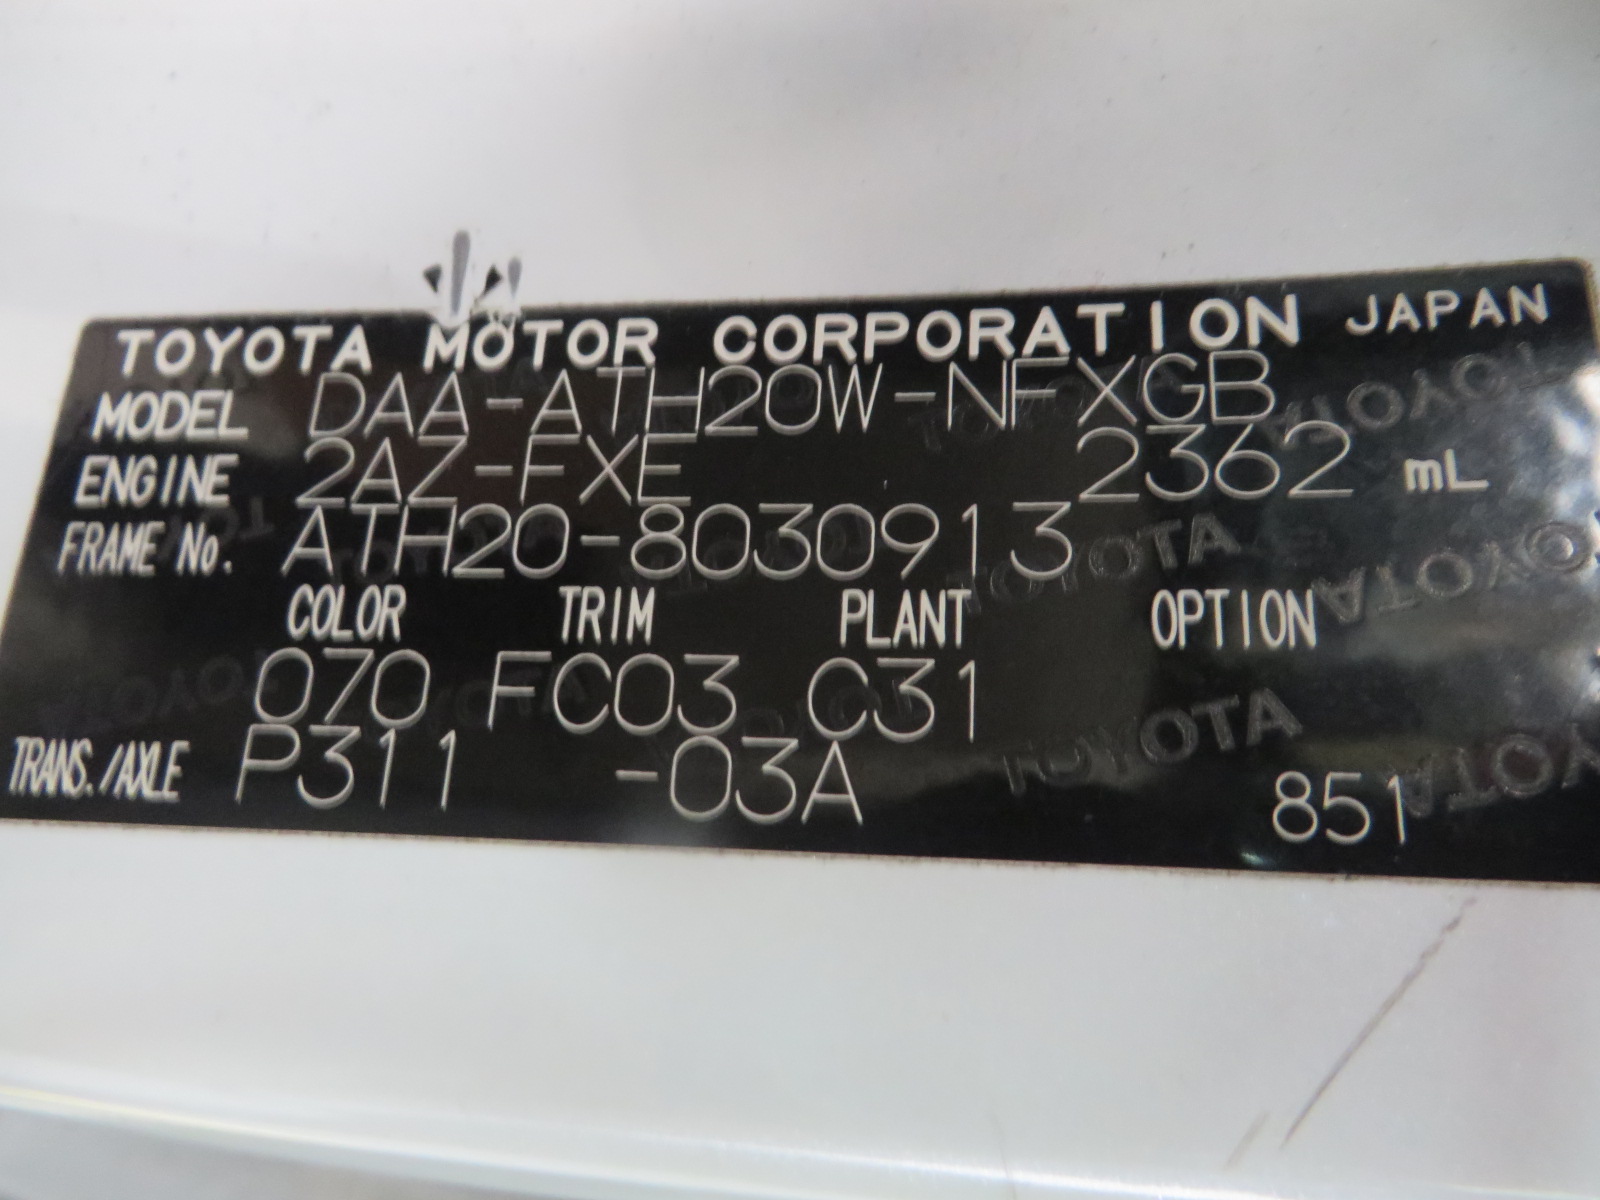 TOYOTA MOTOR CORPORATION JAPAN
MODEL DAA-ATH20W-NFXGB
ENGINE 2AZ-FXE 2362 mL
FRAME No. ATH20-8030913
COLOR TRIM PLANT OPTION
070 FC03 C31
TRANS./AXLE P311 -03A 851